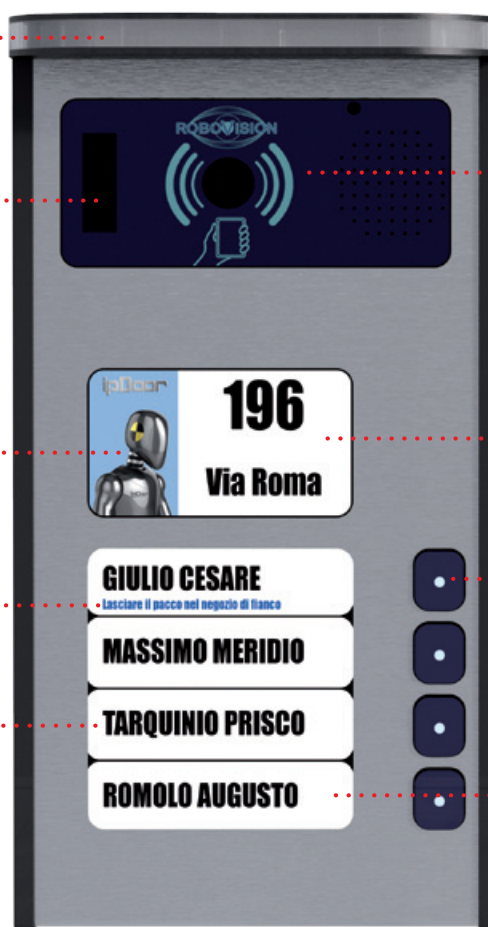 ROBOVISION
ipDoor
196
Via Roma
GIULIO CESARE
Lasciare il pacco nel negozio di fianco
MASSIMO MERIDIO
TARQUINIO PRISCO
ROMOLO AUGUSTO